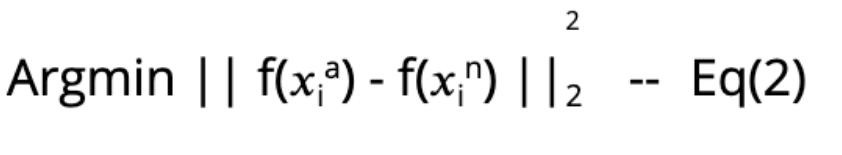 Argmin || f(xᵢᵃ) - f(xᵢⁿ) ||₂² -- Eq(2)